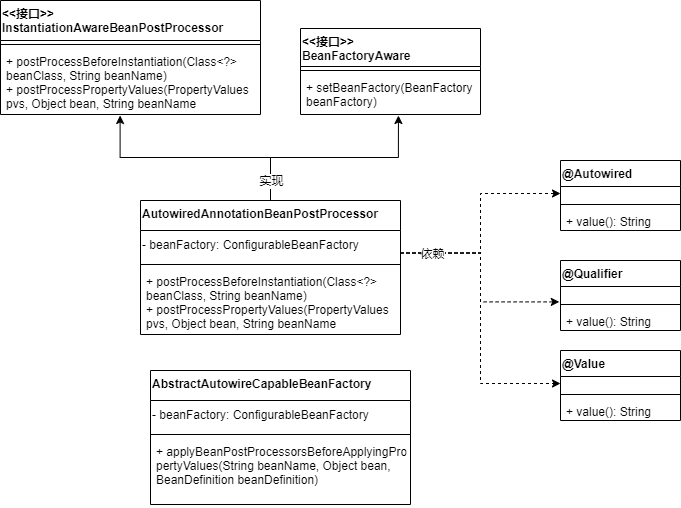 <<接口>>
InstantiationAwareBeanPostProcessor
+ postProcessBeforeInstantiation(Class<?>
beanClass, String beanName)
+ postProcessPropertyValues(PropertyValues
pvs, Object bean, String beanName
<<接口>>
BeanFactoryAware
+ setBeanFactory(BeanFactory
beanFactory)
实现
AutowiredAnnotationBeanPostProcessor
- beanFactory: ConfigurableBeanFactory
+ postProcessBeforeInstantiation(Class<?>
beanClass, String beanName)
+ postProcessPropertyValues(PropertyValues
pvs, Object bean, String beanName
依赖
@Autowired
+ value(): String
@Qualifier
+ value(): String
@Value
+ value(): String
AbstractAutowireCapableBeanFactory
- beanFactory: ConfigurableBeanFactory
+ applyBeanPostProcessorsBeforeApplyingPro
pertyValues(String beanName, Object bean,
BeanDefinition beanDefinition)